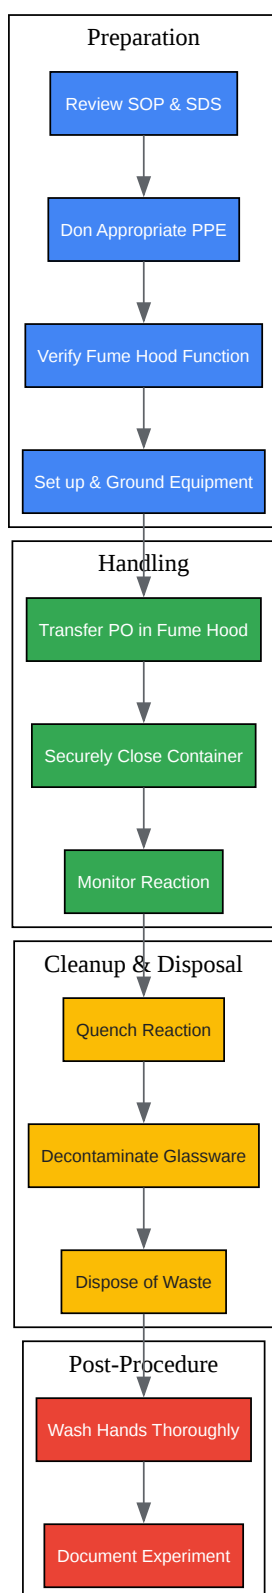 Preparation
Review SOP & SDS
Don Appropriate PPE
Verify Fume Hood Function
Set up & Ground Equipment
Handling
Transfer PO in Fume Hood
Securely Close Container
Monitor Reaction
Cleanup & Disposal
Quench Reaction
Decontaminate Glassware
Dispose of Waste
Post-Procedure
Wash Hands Thoroughly
Document Experiment